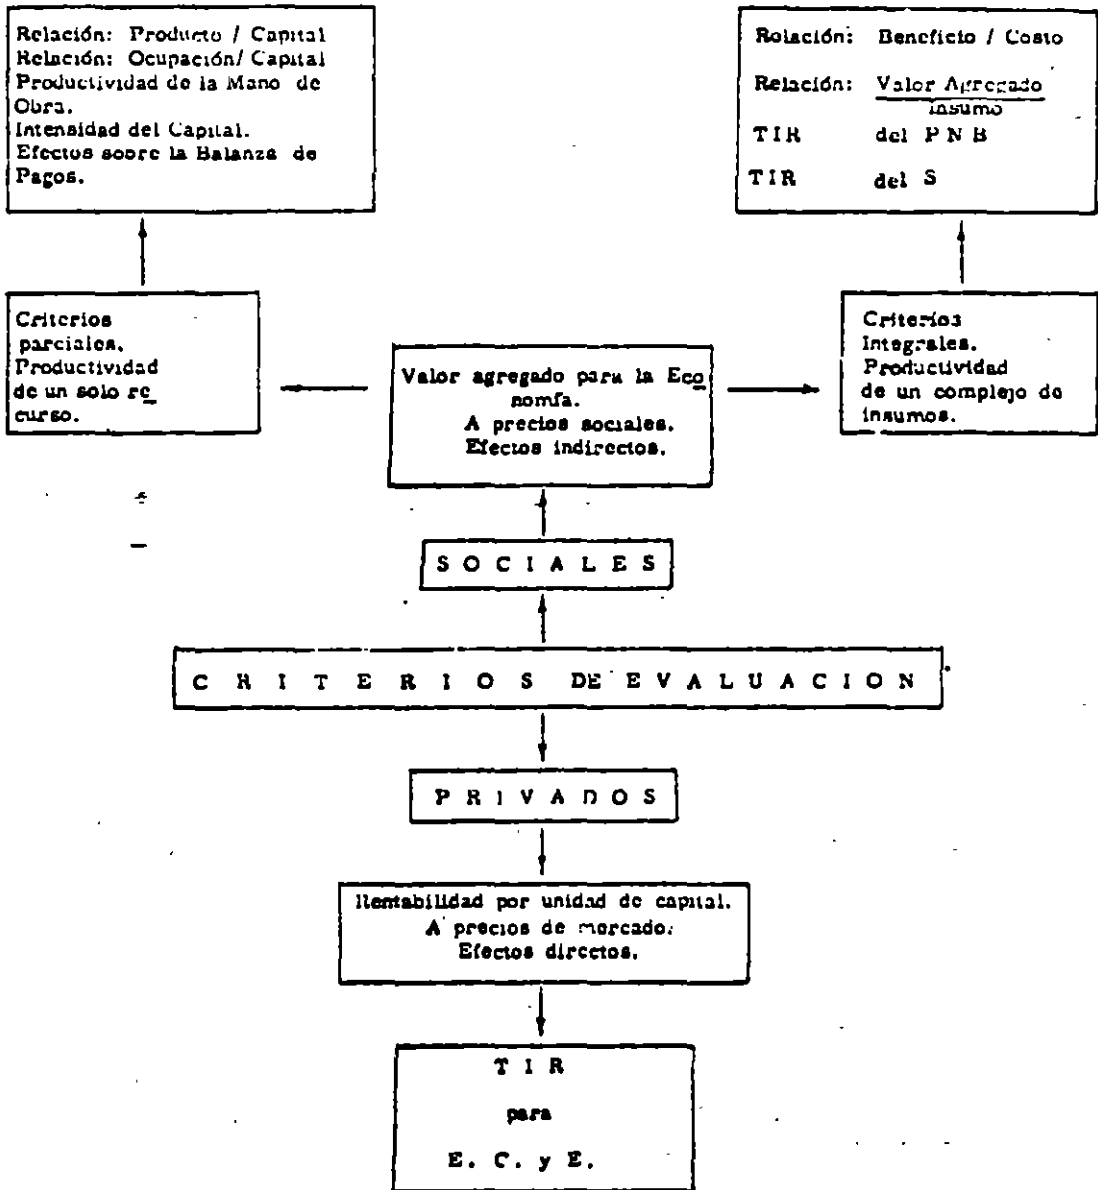 Relación: Producto / Capital
Relación: Ocupación/ Capital
Productividad de la Mano de
Obra.
Intensidad del Capital.
Efectos sobre la Balanza de
Pagos.
Relación: Beneficio / Costo
Relación: Valor Agregado
Insumo
TIR del P N B
TIR del S
Criterios
parciales.
Productividad
de un solo re
curso.
Valor agregado para la Eco
nomía.
A precios sociales.
Efectos indirectos.
Criterios
Integrales.
Productividad
de un complejo de
insumos.
S O C I A L E S
C R I T E R I O S DE E V A L U A C I O N
P R I V A D O S
Rentabilidad por unidad de capital.
A precios de mercado.
Efectos directos.
T I R
para
E. C. y E.